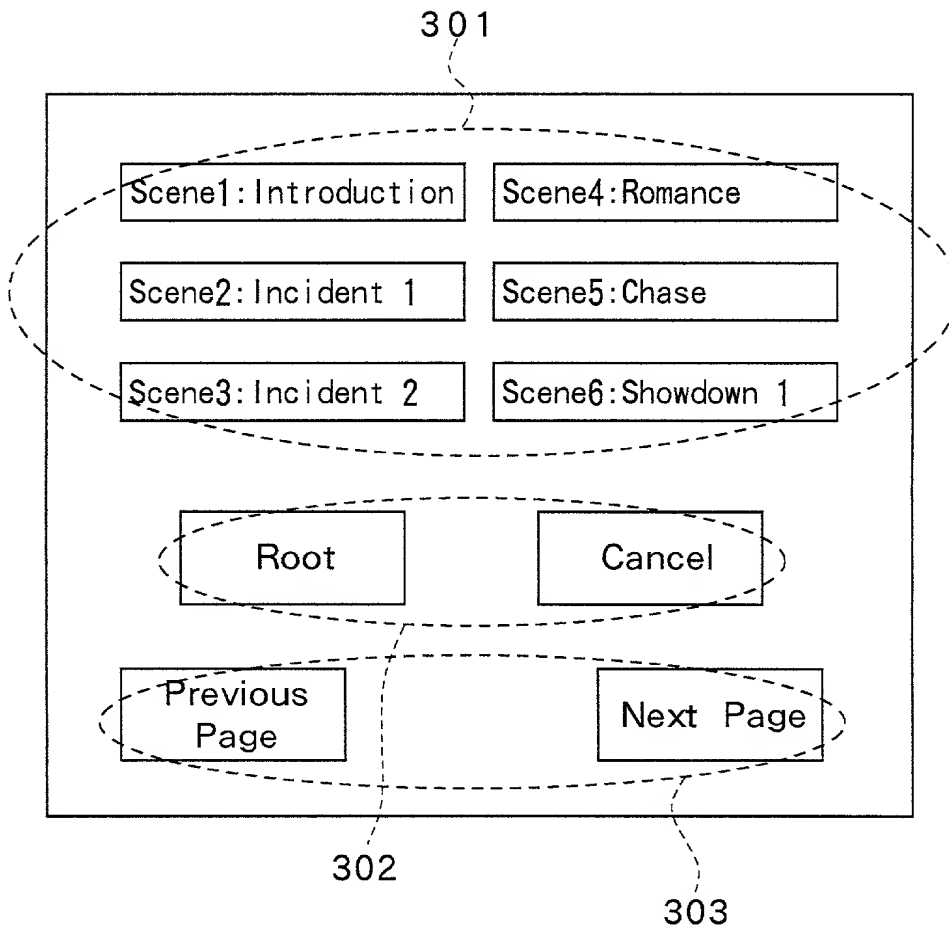 301
Scene1:Introduction
Scene4:Romance
Scene2:Incident 1
Scene5:Chase
Scene3:Incident 2
Scene6:Showdown 1
Root
Cancel
Previous
Page
Next Page
302
303